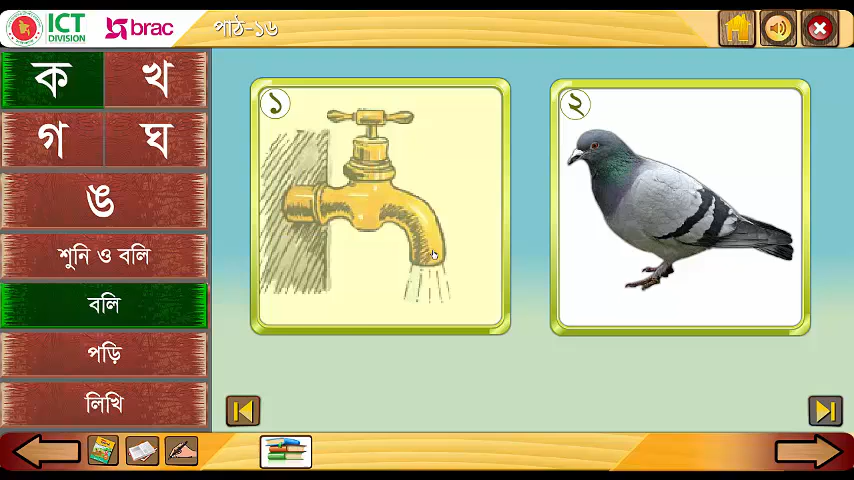 ICT
DIVISION
brac
পাঠ-১৬
ক
খ
গ
ঘ
ঙ
শুনি ও বলি
বলি
পড়ি
লিখি
১
২